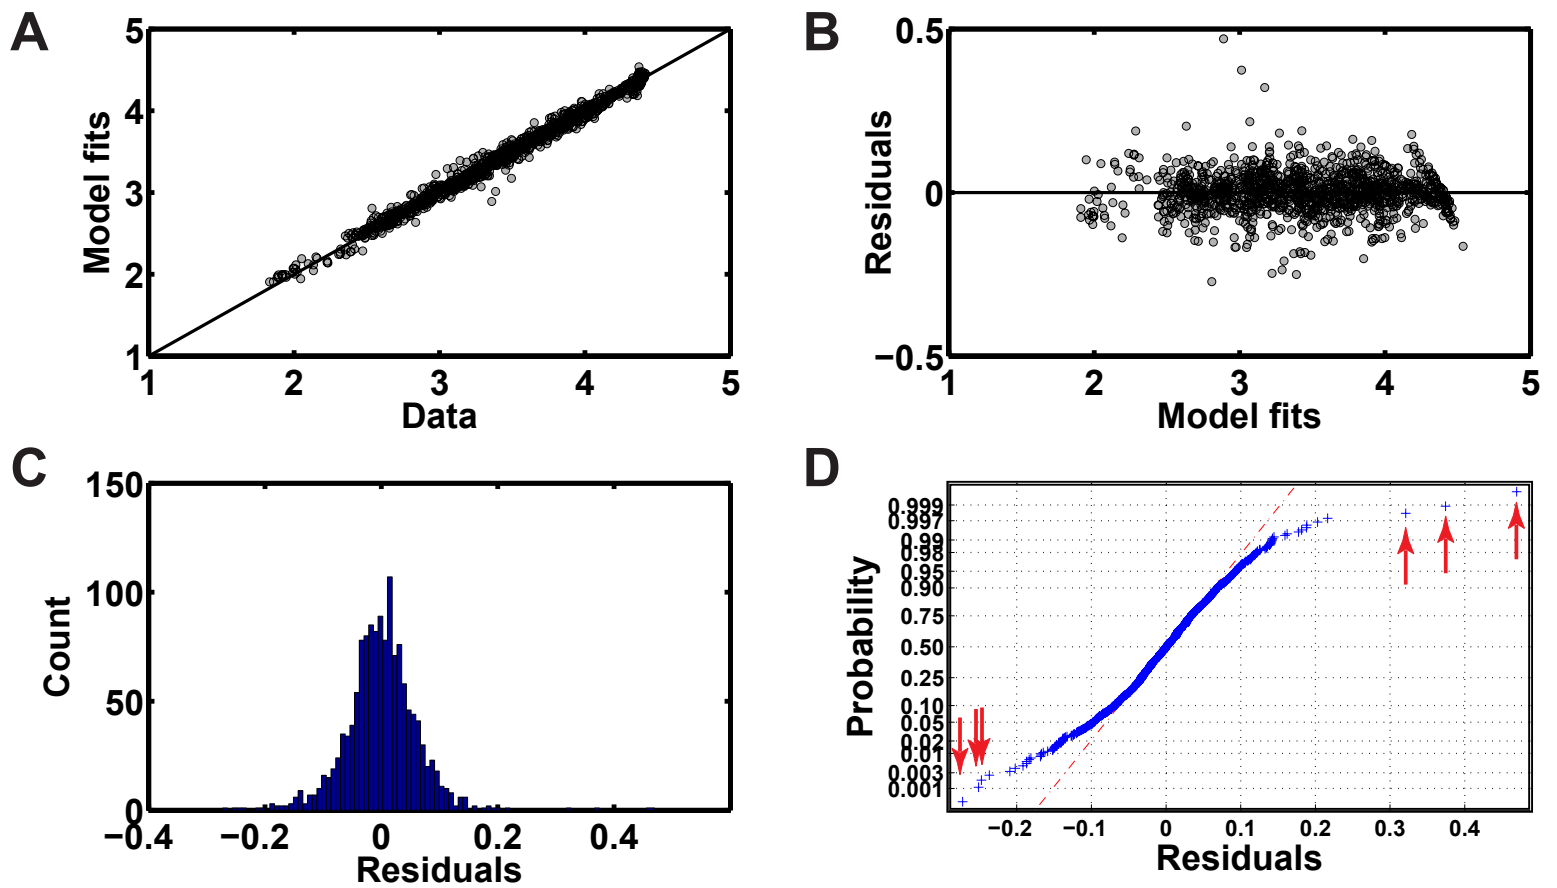 A
5
4
3
2
1
Model fits
1 2 3 4 5
Data
B
0.5
0
−0.5
Residuals
1 2 3 4 5
Model fits
C
150
100
50
0
Count
−0.4 −0.2 0 0.2 0.4
Residuals
D
0.999
0.997
0.99
0.98
0.95
0.90
0.75
0.50
0.25
0.10
0.05
0.02
0.01
0.003
0.001
Probability
−0.2 −0.1 0 0.1 0.2 0.3 0.4
Residuals